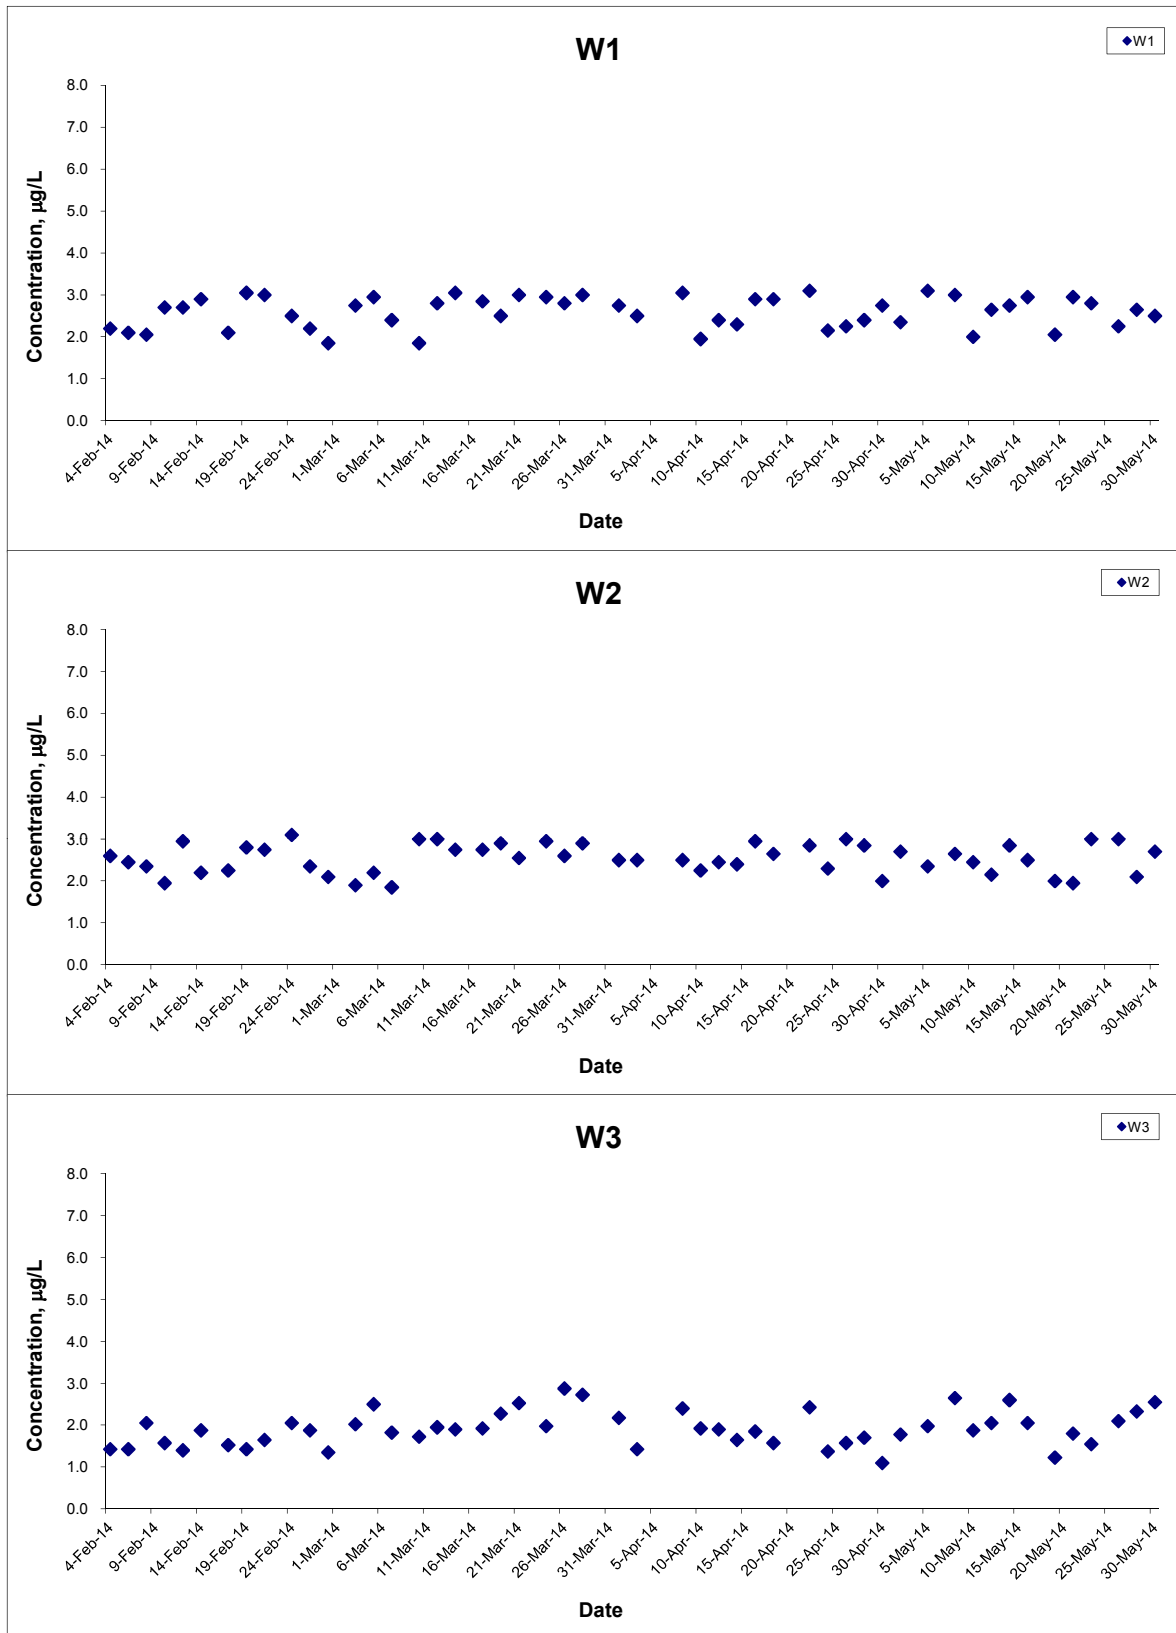 W1
W1
8.0
7.0
6.0
5.0
4.0
3.0
2.0
1.0
0.0
Concentration, µg/L
4-Feb-14
9-Feb-14
14-Feb-14
19-Feb-14
24-Feb-14
1-Mar-14
6-Mar-14
11-Mar-14
16-Mar-14
21-Mar-14
26-Mar-14
31-Mar-14
5-Apr-14
10-Apr-14
15-Apr-14
20-Apr-14
25-Apr-14
30-Apr-14
5-May-14
10-May-14
15-May-14
20-May-14
25-May-14
30-May-14
Date
W2
W2
8.0
7.0
6.0
5.0
4.0
3.0
2.0
1.0
0.0
Concentration, µg/L
4-Feb-14
9-Feb-14
14-Feb-14
19-Feb-14
24-Feb-14
1-Mar-14
6-Mar-14
11-Mar-14
16-Mar-14
21-Mar-14
26-Mar-14
31-Mar-14
5-Apr-14
10-Apr-14
15-Apr-14
20-Apr-14
25-Apr-14
30-Apr-14
5-May-14
10-May-14
15-May-14
20-May-14
25-May-14
30-May-14
Date
W3
W3
8.0
7.0
6.0
5.0
4.0
3.0
2.0
1.0
0.0
Concentration, µg/L
4-Feb-14
9-Feb-14
14-Feb-14
19-Feb-14
24-Feb-14
1-Mar-14
6-Mar-14
11-Mar-14
16-Mar-14
21-Mar-14
26-Mar-14
31-Mar-14
5-Apr-14
10-Apr-14
15-Apr-14
20-Apr-14
25-Apr-14
30-Apr-14
5-May-14
10-May-14
15-May-14
20-May-14
25-May-14
30-May-14
Date